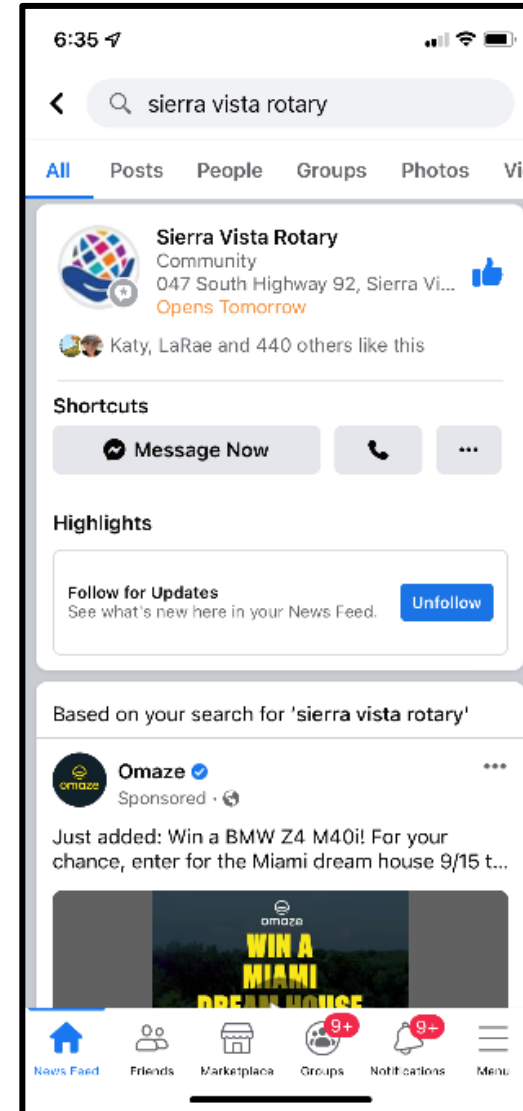 6:35
sierra vista rotary
All Posts People Groups Photos Vi
Sierra Vista Rotary
Community
047 South Highway 92, Sierra Vi...
Opens Tomorrow
Katy, LaRae and 440 others like this
Shortcuts
Message Now
Highlights
Follow for Updates
See what's new here in your News Feed.
Unfollow
Based on your search for 'sierra vista rotary'
omaze
Omaze
Sponsored ·
Just added: Win a BMW Z4 M40i! For your
chance, enter for the Miami dream house 9/15 t...
omaze
WIN A
MIAMI
DREAM HOUSE
9+ 9+
News Feed Friends Marketplace Groups Notifications Menu